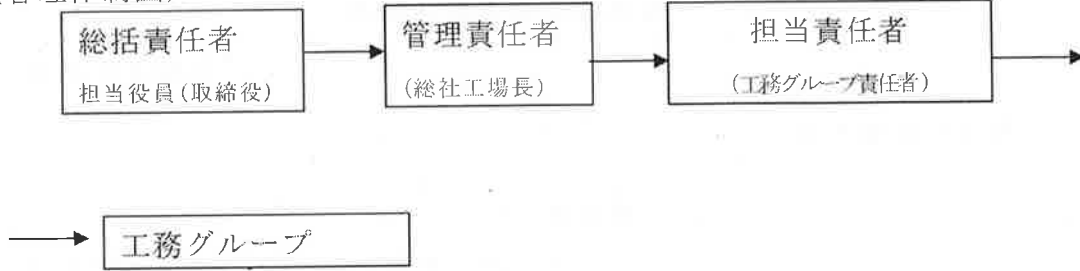 総括責任者
担当役員(取締役)
管理責任者
(総社工場長)
担当責任者
(工務グループ責任者)
工務グループ